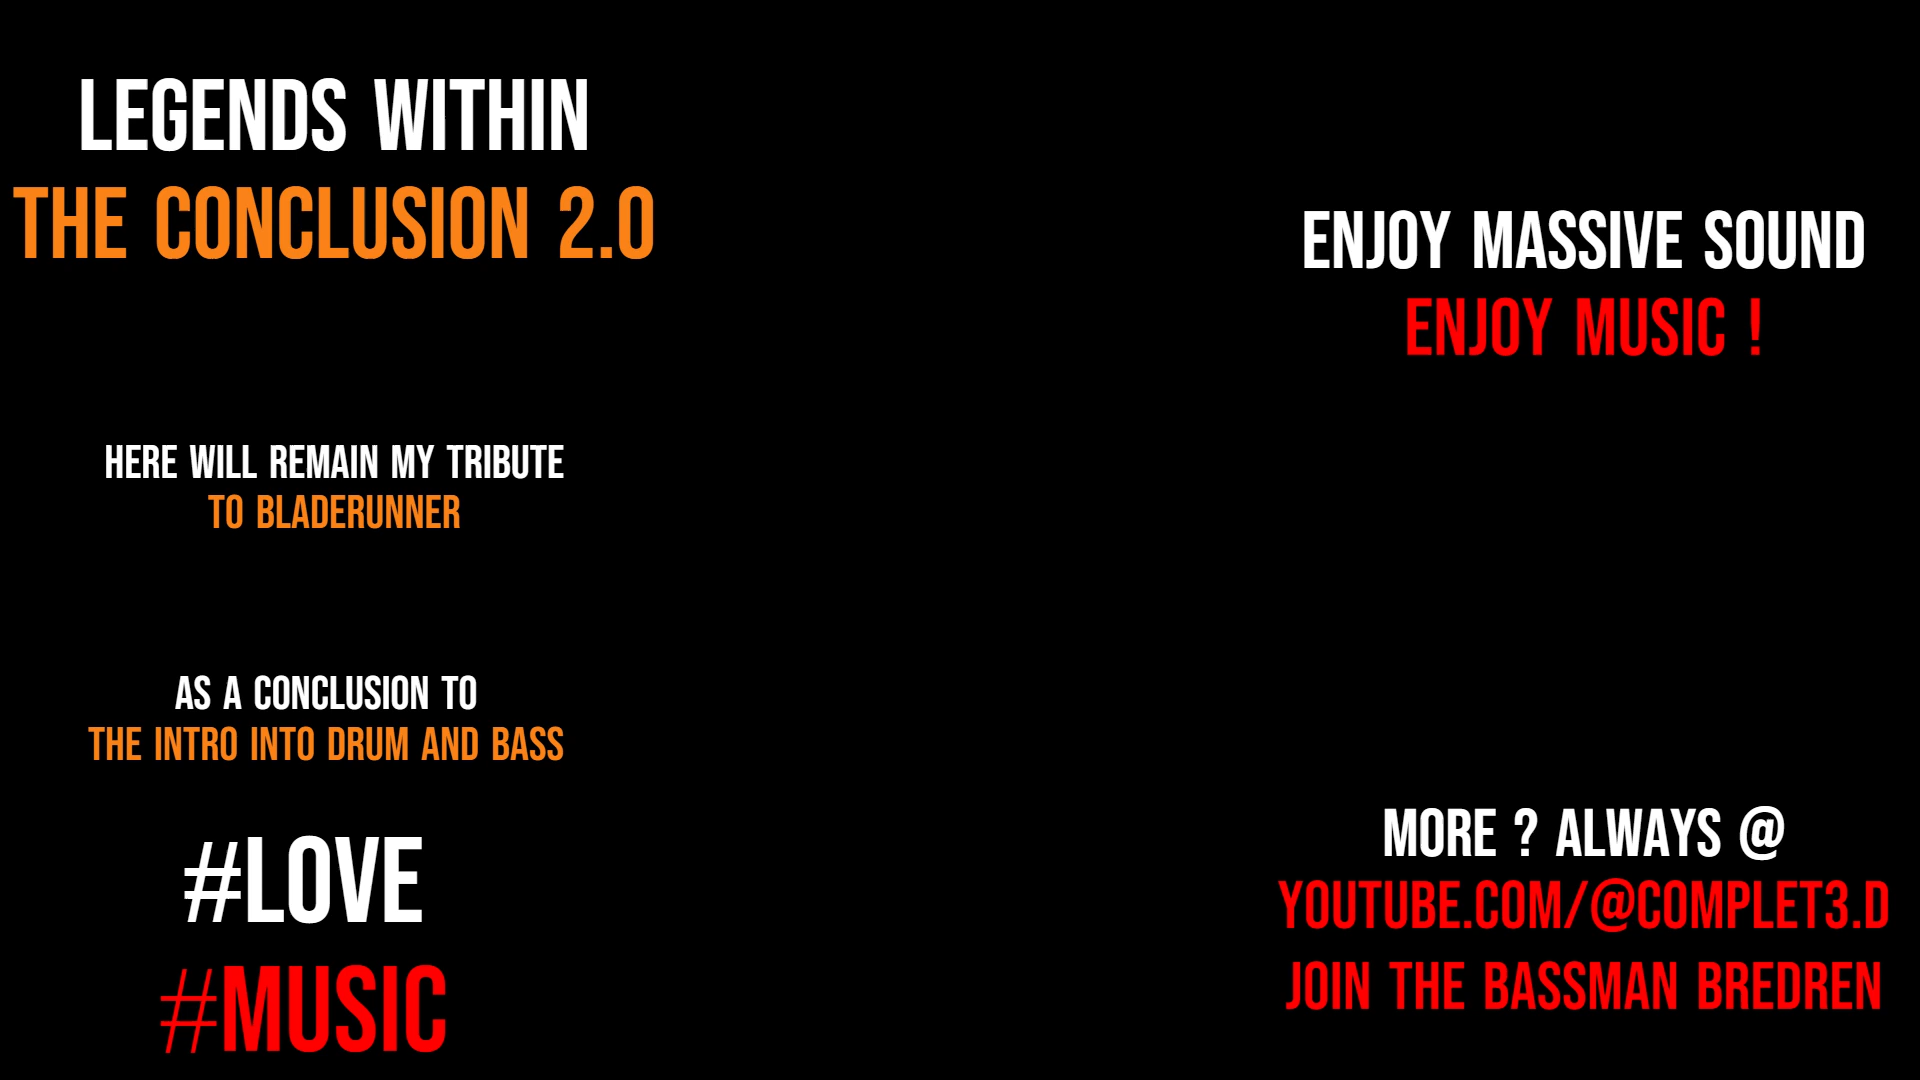 LEGENDS WITHIN
THE CONCLUSION 2.0
HERE WILL REMAIN MY TRIBUTE
TO BLADERUNNER
AS A CONCLUSION TO
THE INTRO INTO DRUM AND BASS
#LOVE
#MUSIC
ENJOY MASSIVE SOUND
ENJOY MUSIC !
MORE ? ALWAYS @
YOUTUBE.COM/@COMPLET3.D
JOIN THE BASSMAN BREDREN